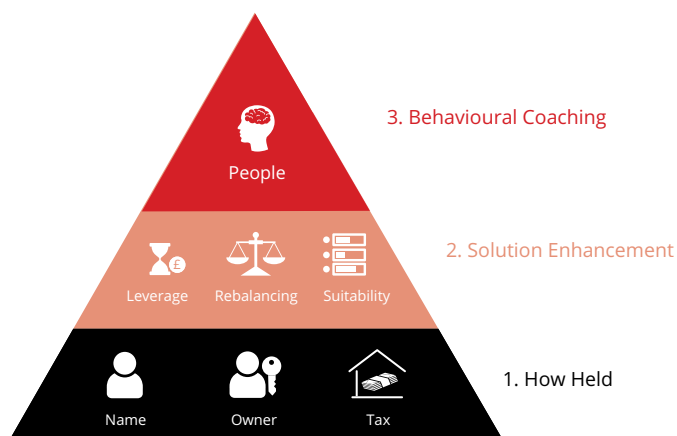 3. Behavioural Coaching
People
2. Solution Enhancement
£
Leverage Rebalancing Suitability
1. How Held
Name Owner Tax